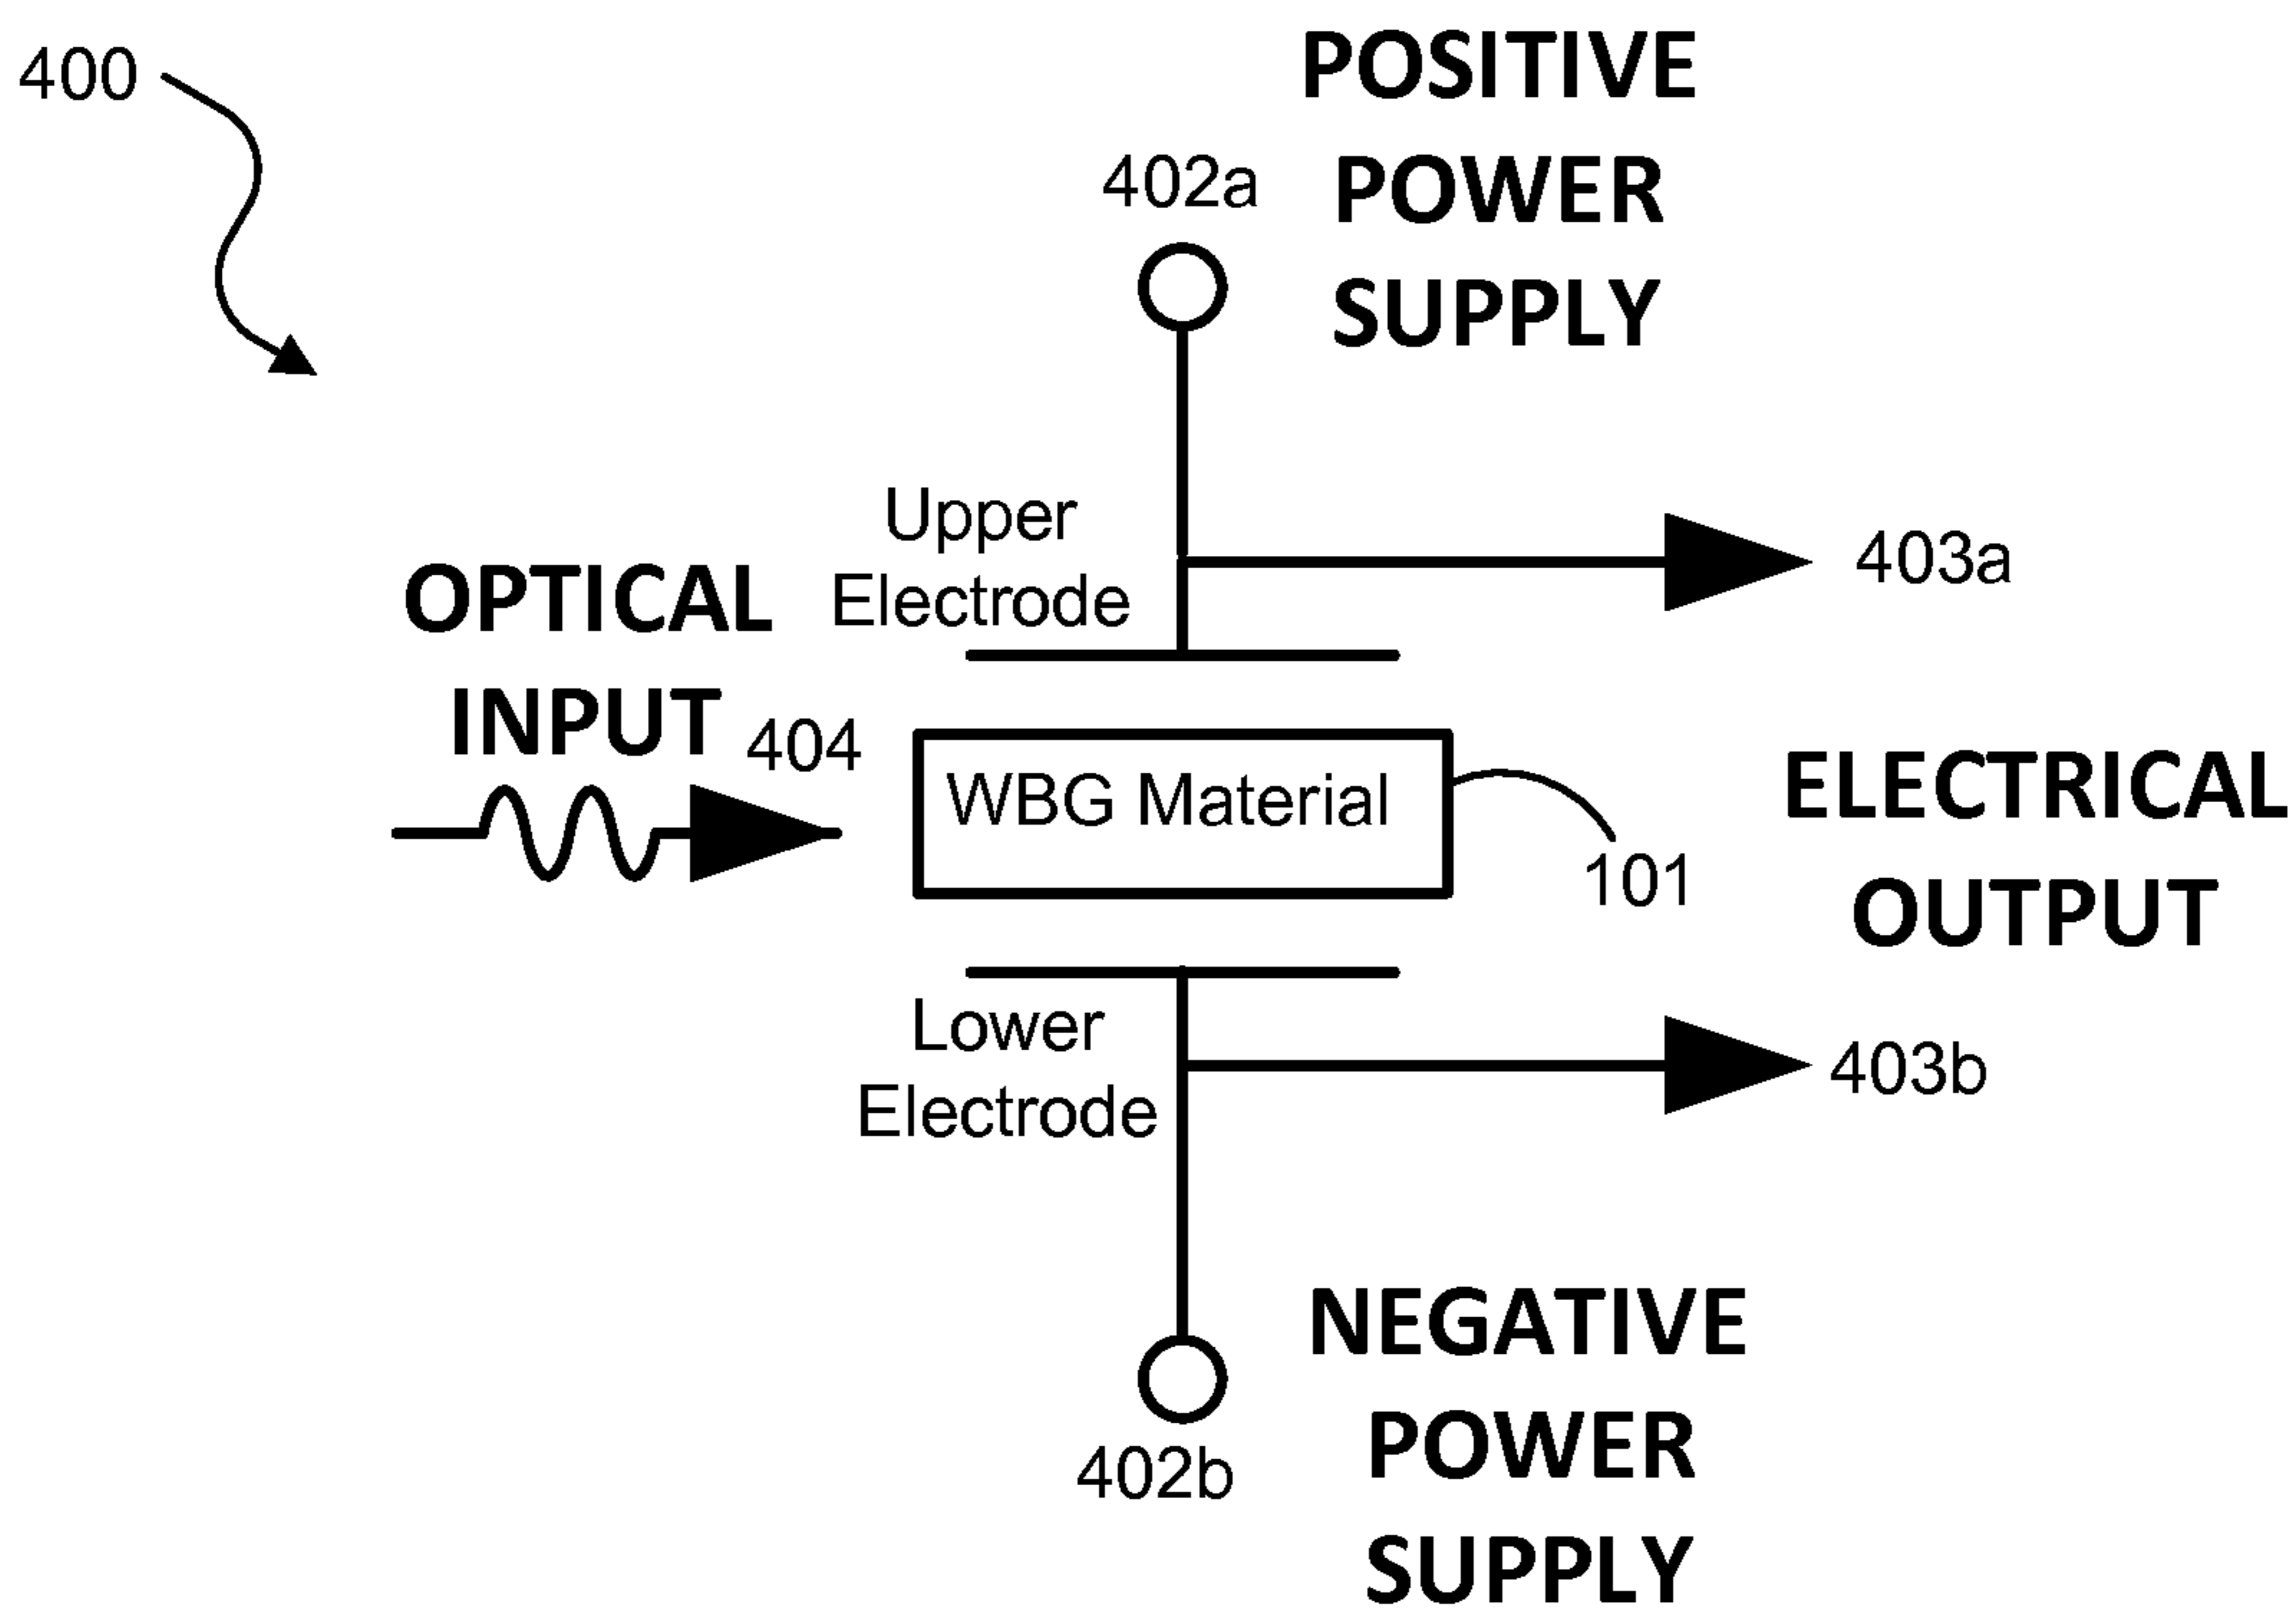 400
POSITIVE
POWER
SUPPLY
402a
Upper
Electrode
403a
OPTICAL
INPUT
404
WBG Material
101
ELECTRICAL
OUTPUT
Lower
Electrode
403b
402b
NEGATIVE
POWER
SUPPLY